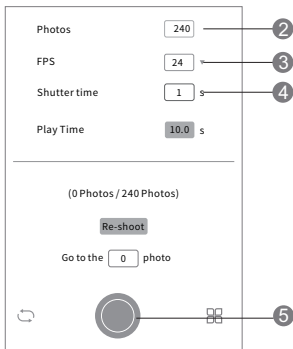 Photos 240 2
FPS 24 3
Shutter time 1 s 4
Play Time 10.0 s
(0 Photos / 240 Photos)
Re-shoot
Go to the 0 photo
5